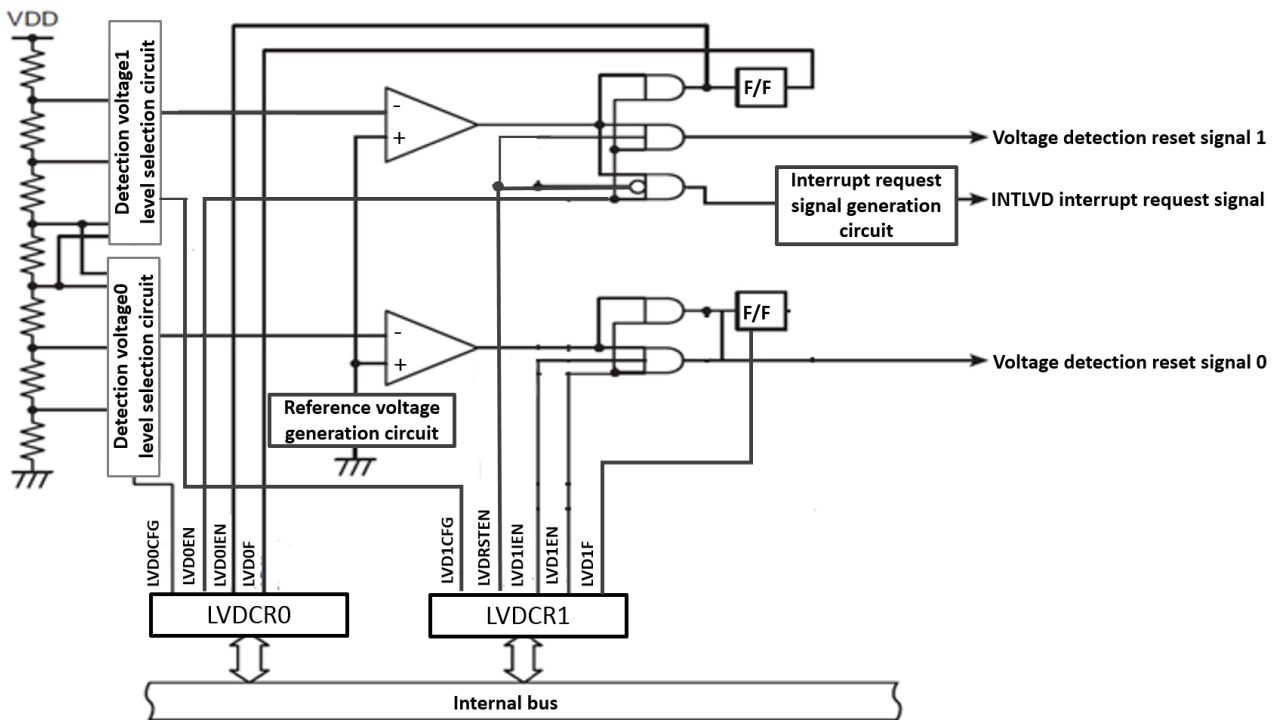 VDD
Detection voltage1
level selection circuit
Detection voltage0
level selection circuit
-
+
-
+
F/F
Voltage detection reset signal 1
Interrupt request
signal generation
circuit
INTLVD interrupt request signal
F/F
Voltage detection reset signal 0
Reference voltage
generation circuit
LVD0CFG
LVD0EN
LVD0IEN
LVD0F
LVD1CFG
LVDRSTEN
LVD1IEN
LVD1EN
LVD1F
LVDCR0
LVDCR1
Internal bus